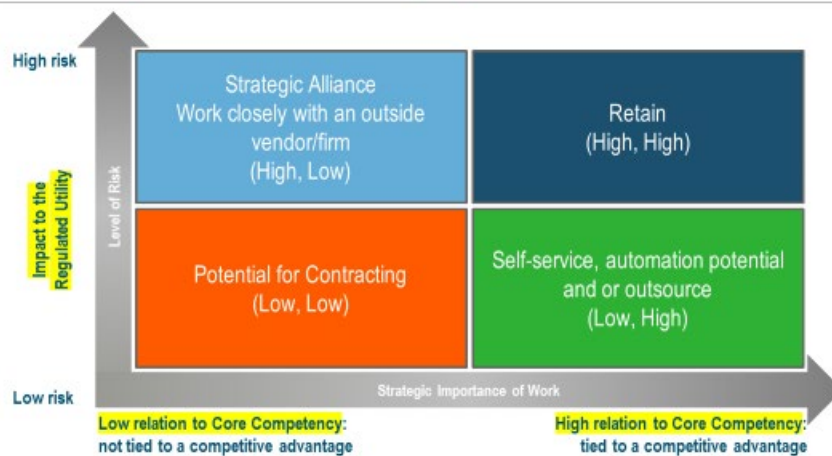 High risk
Strategic Alliance
Work closely with an outside
vendor/firm
(High, Low)
Retain
(High, High)
Impact to the
Regulated Utility
Level of Risk
Potential for Contracting
(Low, Low)
Self-service, automation potential
and or outsource
(Low, High)
Low risk
Strategic Importance of Work
Low relation to Core Competency:
not tied to a competitive advantage
High relation to Core Competency:
tied to a competitive advantage